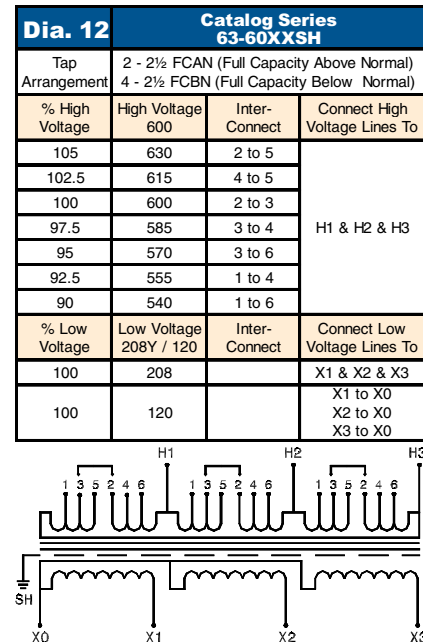 Dia. 12
Catalog Series
63-60XXSH
Tap
Arrangement
2 - 2½ FCAN (Full Capacity Above Normal)
4 - 2½ FCBN (Full Capacity Below Normal)
% High
Voltage
High Voltage
600
Inter-
Connect
Connect High
Voltage Lines To
105 630 2 to 5
102.5 615 4 to 5
100 600 2 to 3
97.5 585 3 to 4
H1 & H2 & H3
95 570 3 to 6
92.5 555 1 to 4
90 540 1 to 6
% Low
Voltage
Low Voltage
208Y / 120
Inter-
Connect
Connect Low
Voltage Lines To
100 208 X1 & X2 & X3
100 120
X1 to X0
X2 to X0
X3 to X0
H1 H2 H3
1 3 5 2 4 6 1 3 5 2 4 6 1 3 5 2 4 6
SH
X0 X1 X2 X3